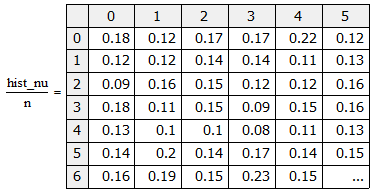 0 1 2 3 4 5
0 0.18 0.12 0.17 0.17 0.22 0.12
1 0.12 0.12 0.14 0.14 0.11 0.13
hist_nu
2 0.09 0.16 0.15 0.12 0.12 0.16
n
=
3 0.18 0.11 0.15 0.09 0.15 0.16
4 0.13 0.1 0.1 0.08 0.11 0.13
5 0.14 0.2 0.14 0.17 0.14 0.15
6 0.16 0.19 0.15 0.23 0.15 ...